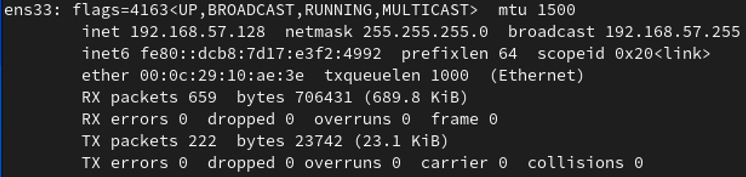 ens33: flags=4163<UP,BROADCAST,RUNNING,MULTICAST>  mtu 1500
        inet 192.168.57.128  netmask 255.255.255.0  broadcast 192.168.57.255
        inet6 fe80::dcb8:7d17:e3f2:4992  prefixlen 64  scopeid 0x20<link>
        ether 00:0c:29:10:ae:3e  txqueuelen 1000  (Ethernet)
        RX packets 659  bytes 706431 (689.8 KiB)
        RX errors 0  dropped 0  overruns 0  frame 0
        TX packets 222  bytes 23742 (23.1 KiB)
        TX errors 0  dropped 0 overruns 0  carrier 0  collisions 0